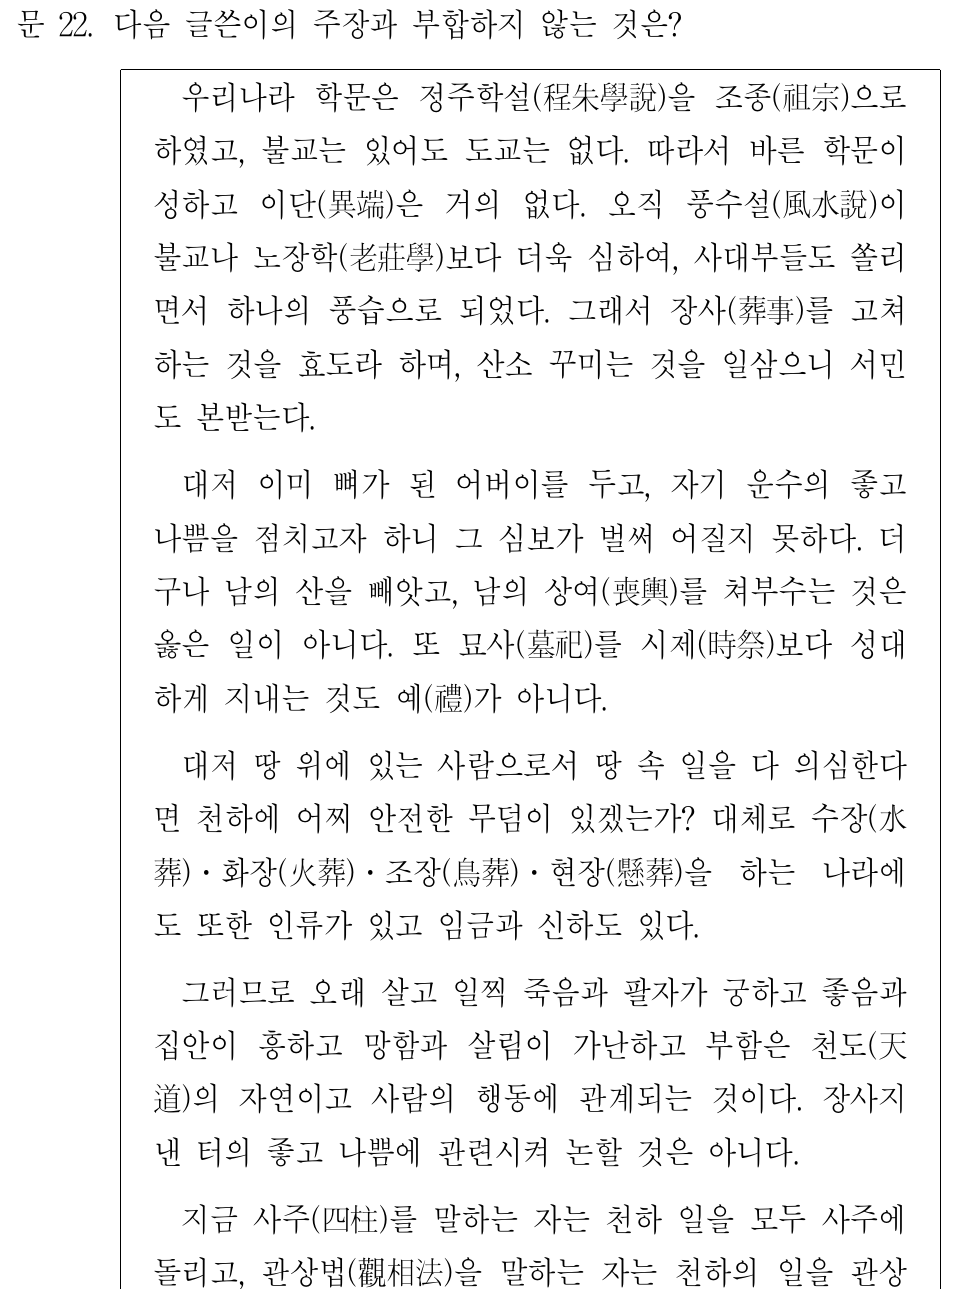 문 22. 다음 글쓴이의 주장과 부합하지 않는 것은?
우리나라 학문은 정주학설(程朱學說)을 조종(祖宗)으로
하였고, 불교는 있어도 도교는 없다. 따라서 바른 학문이
성하고 이단(異端)은 거의 없다. 오직 풍수설(風水說)이
불교나 노장학(老莊學)보다 더욱 심하여, 사대부들도 쏠리
면서 하나의 풍습으로 되었다. 그래서 장사(葬事)를 고쳐
하는 것을 효도라 하며, 산소 꾸미는 것을 일삼으니 서민
도 본받는다.
대저 이미 뼈가 된 어버이를 두고, 자기 운수의 좋고
나쁨을 점치고자 하니 그 심보가 벌써 어질지 못하다. 더
구나 남의 산을 빼앗고, 남의 상여(喪輿)를 쳐부수는 것은
옳은 일이 아니다. 또 묘사(墓祀)를 시제(時祭)보다 성대
하게 지내는 것도 예(禮)가 아니다.
대저 땅 위에 있는 사람으로서 땅 속 일을 다 의심한다
면 천하에 어찌 안전한 무덤이 있겠는가? 대체로 수장(水
葬)·화장(火葬)·조장(鳥葬)·현장(懸葬)을 하는 나라에
도 또한 인류가 있고 임금과 신하도 있다.
그러므로 오래 살고 일찍 죽음과 팔자가 궁하고 좋음과
집안이 흥하고 망함과 살림이 가난하고 부함은 천도(天
道)의 자연이고 사람의 행동에 관계되는 것이다. 장사지
낸 터의 좋고 나쁨에 관련시켜 논할 것은 아니다.
지금 사주(四柱)를 말하는 자는 천하 일을 모두 사주에
돌리고, 관상법(觀相法)을 말하는 자는 천하의 일을 관상